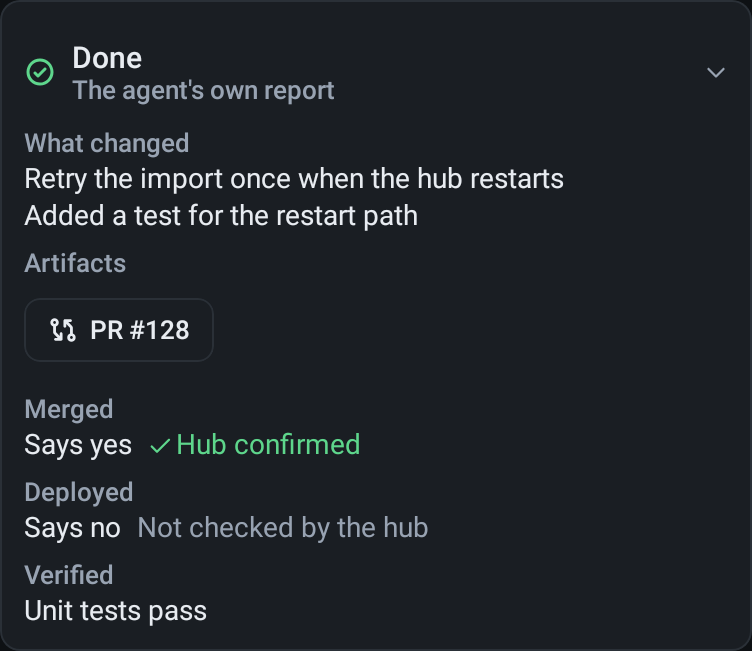 Done
The agent's own report
What changed
Retry the import once when the hub restarts
Added a test for the restart path
Artifacts
PR #128
Merged
Says yes Hub confirmed
Deployed
Says no Not checked by the hub
Verified
Unit tests pass